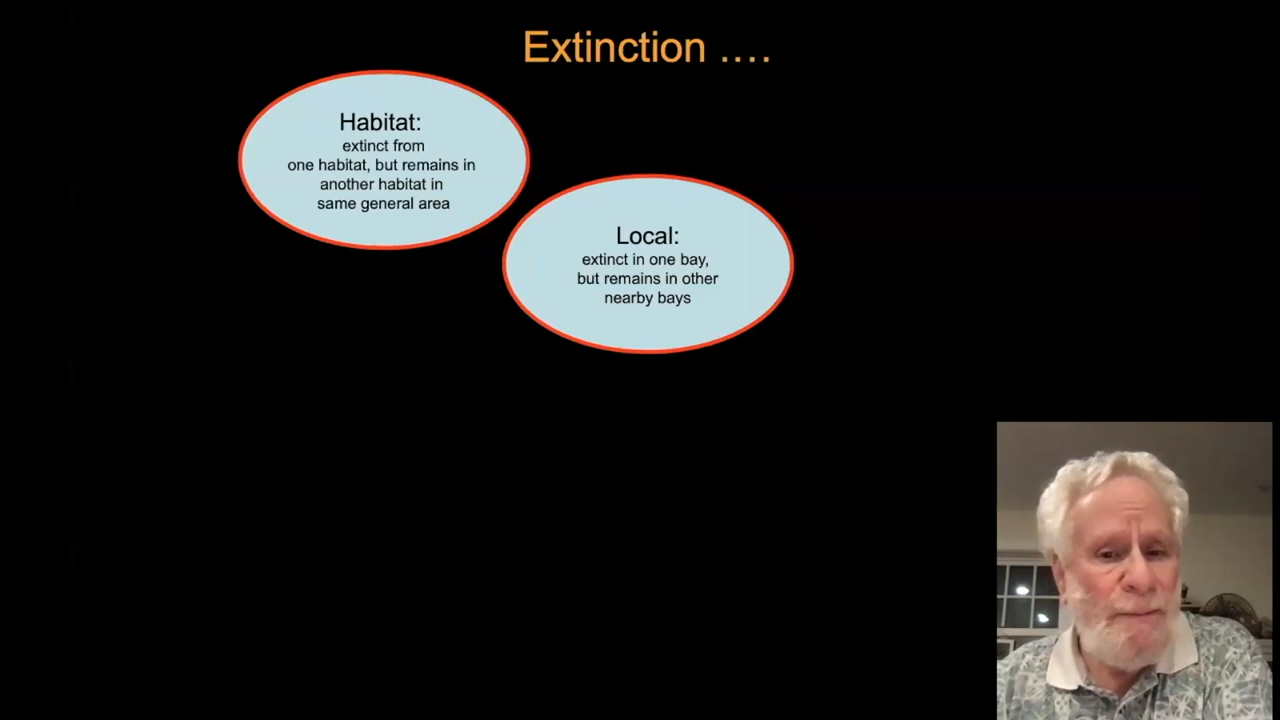 Extinction ....
Habitat:
extinct from
one habitat, but remains in
another habitat in
same general area
Local:
extinct in one bay,
but remains in other
nearby bays